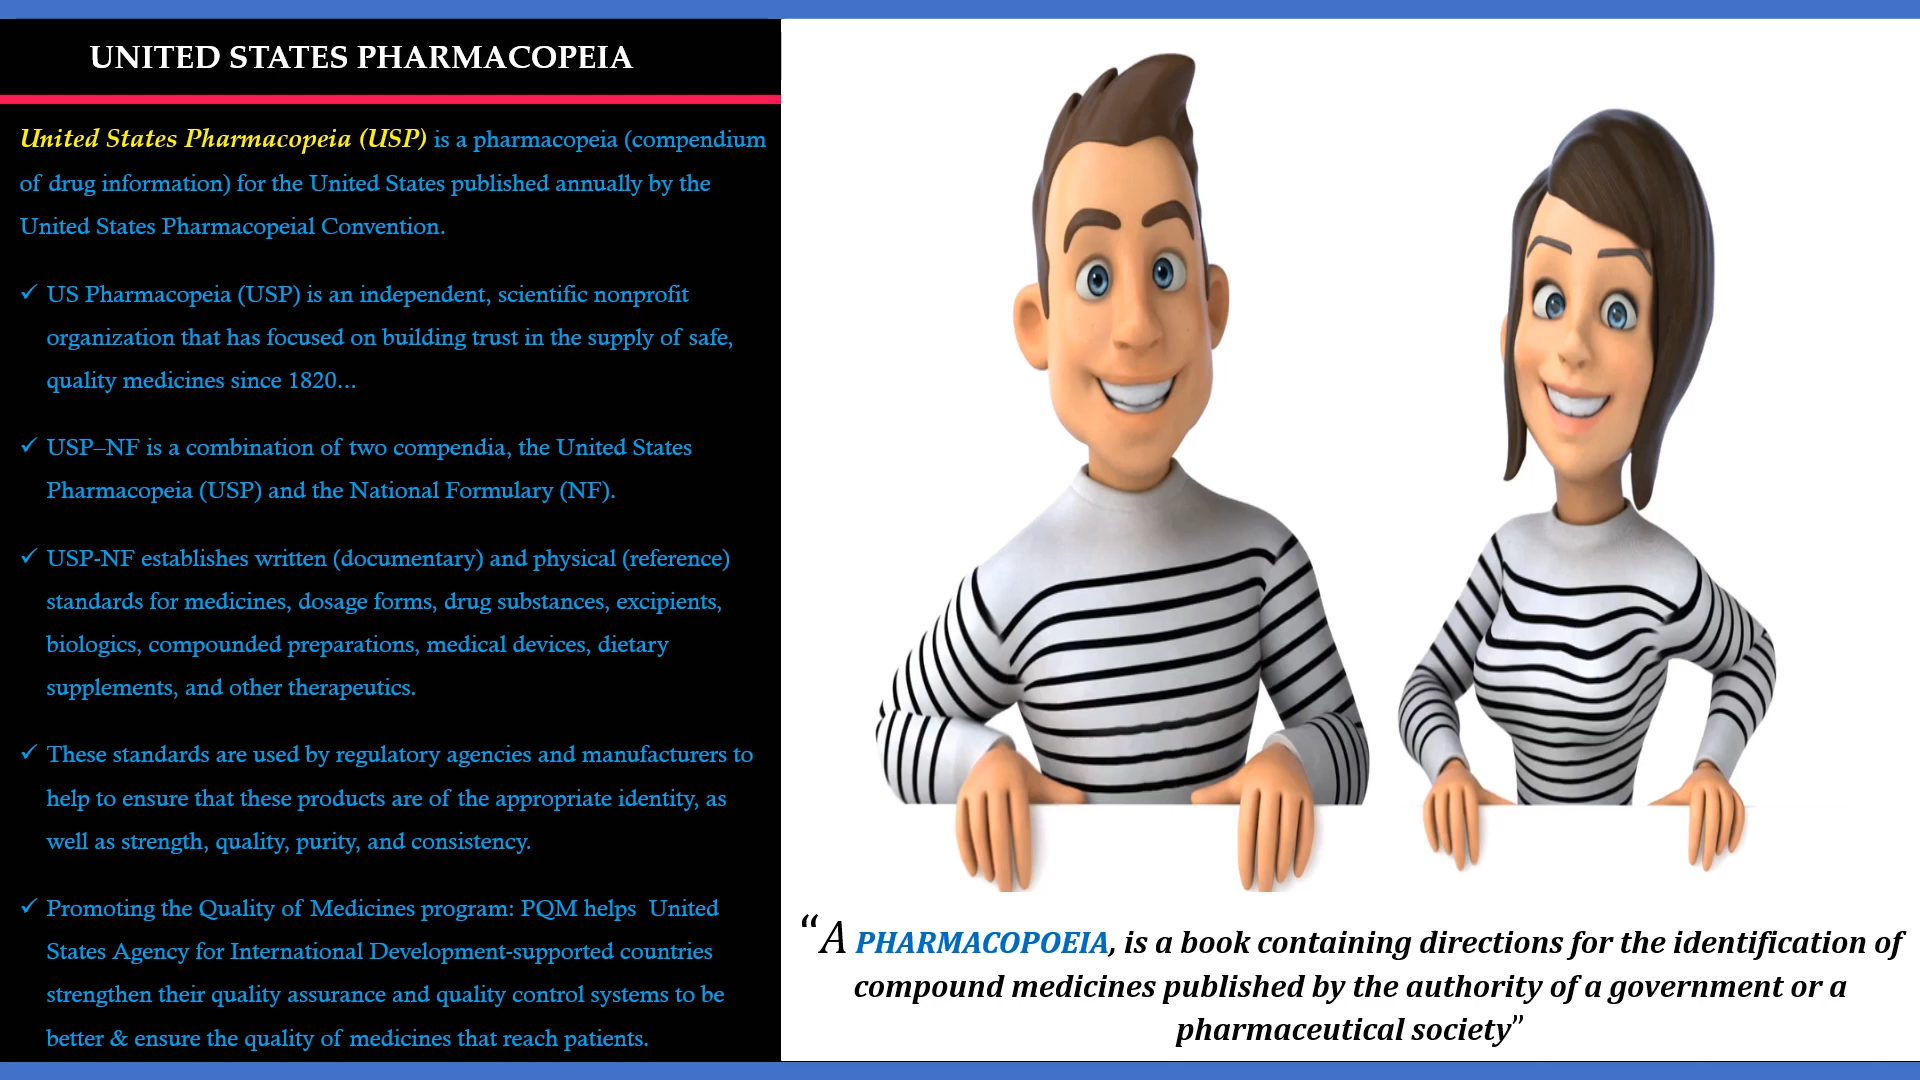 UNITED STATES PHARMACOPEIA
United States Pharmacopeia (USP) is a pharmacopeia (compendium
of drug information) for the United States published annually by the
United States Pharmacopeial Convention.
✓ US Pharmacopeia (USP) is an independent, scientific nonprofit
organization that has focused on building trust in the supply of safe,
quality medicines since 1820...
✓ USP–NF is a combination of two compendia, the United States
Pharmacopeia (USP) and the National Formulary (NF).
✓ USP-NF establishes written (documentary) and physical (reference)
standards for medicines, dosage forms, drug substances, excipients,
biologics, compounded preparations, medical devices, dietary
supplements, and other therapeutics.
✓ These standards are used by regulatory agencies and manufacturers to
help to ensure that these products are of the appropriate identity, as
well as strength, quality, purity, and consistency.
✓ Promoting the Quality of Medicines program: PQM helps United
States Agency for International Development-supported countries
strengthen their quality assurance and quality control systems to be
better & ensure the quality of medicines that reach patients.
“A PHARMACOPOEIA, is a book containing directions for the identification of
compound medicines published by the authority of a government or a
pharmaceutical society”